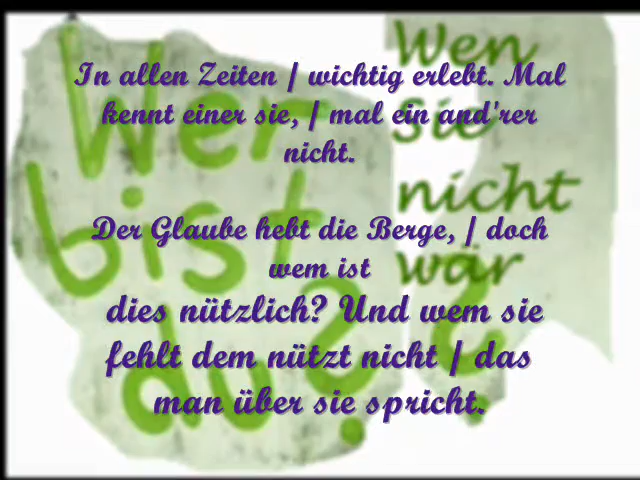 In allen Zeiten / wichtig erlebt. Mal
kennt einer sie, / mal ein and'rer
nicht.
Der Glaube hebt die Berge, / doch
wem ist
dies nützlich? Und wem sie
fehlt dem nützt nicht / das
man über sie spricht.
Wer
bist
du?
Wen
sie
nicht
wär
?